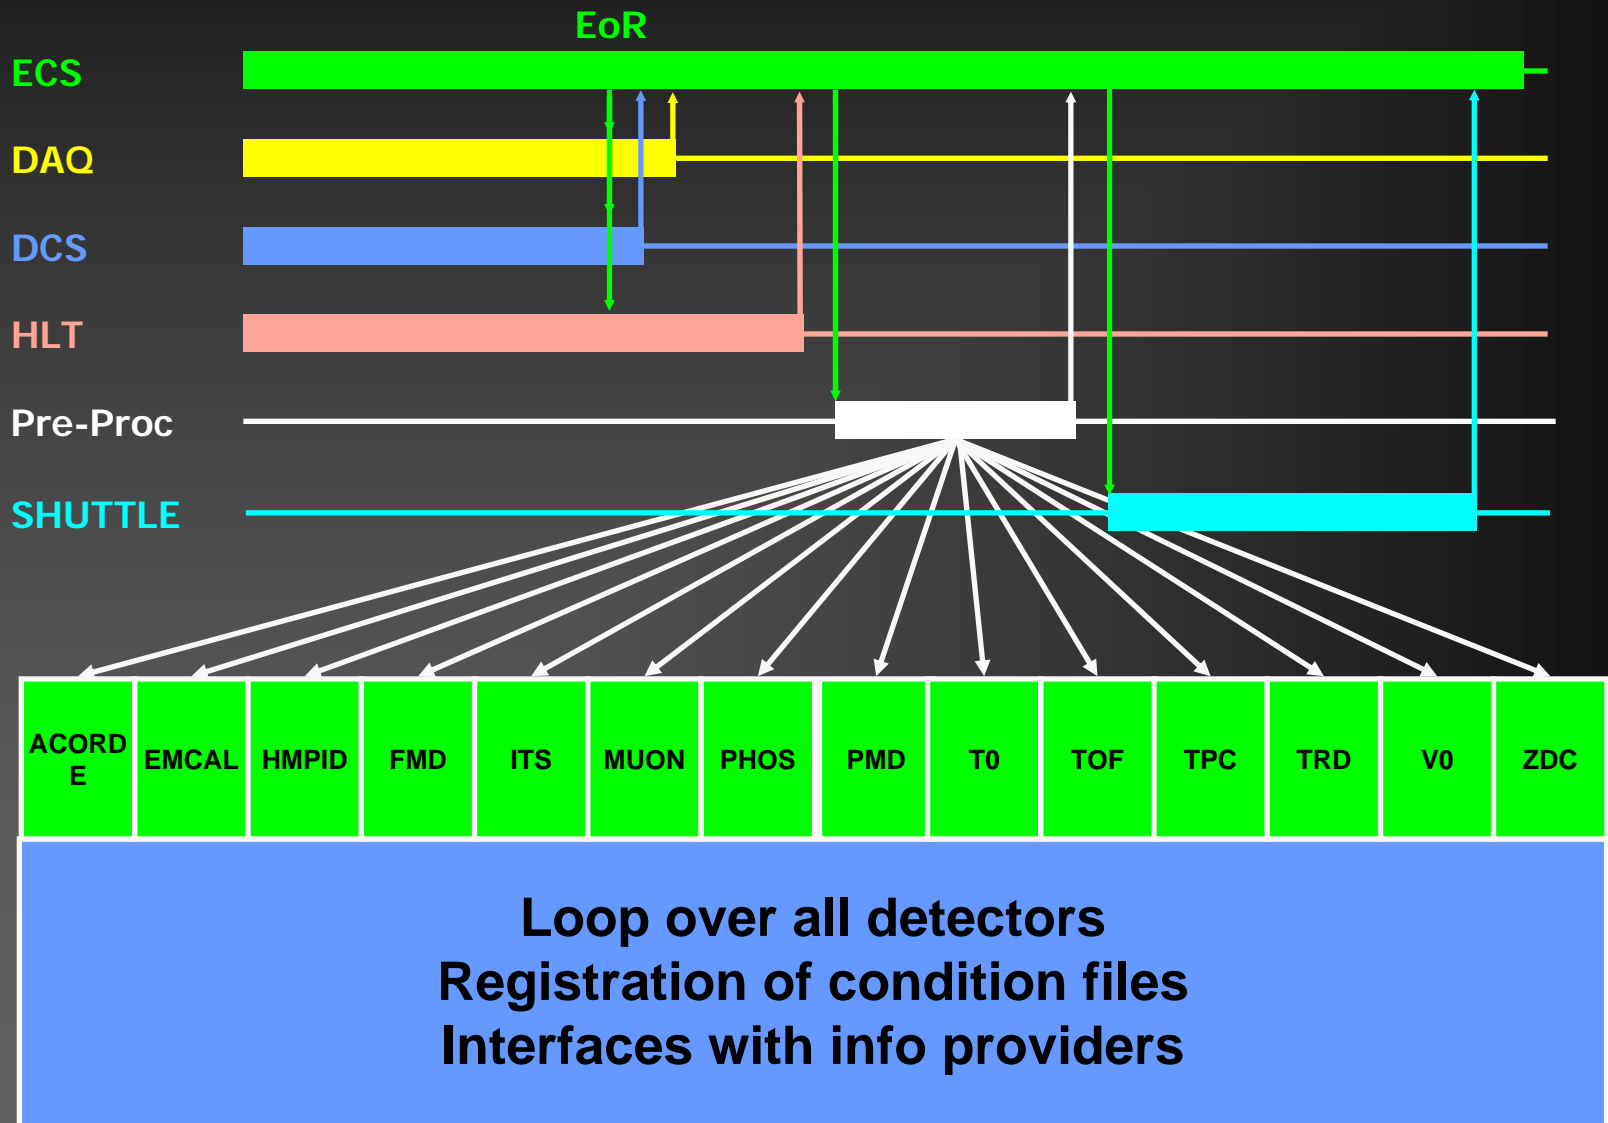 EoR
ECS
DAQ
DCS
HLT
Pre-Proc
SHUTTLE
ACORD
E
EMCAL
HMPID
FMD
ITS
MUON
PHOS
PMD
T0
TOF
TPC
TRD
V0
ZDC
Loop over all detectors
Registration of condition files
Interfaces with info providers